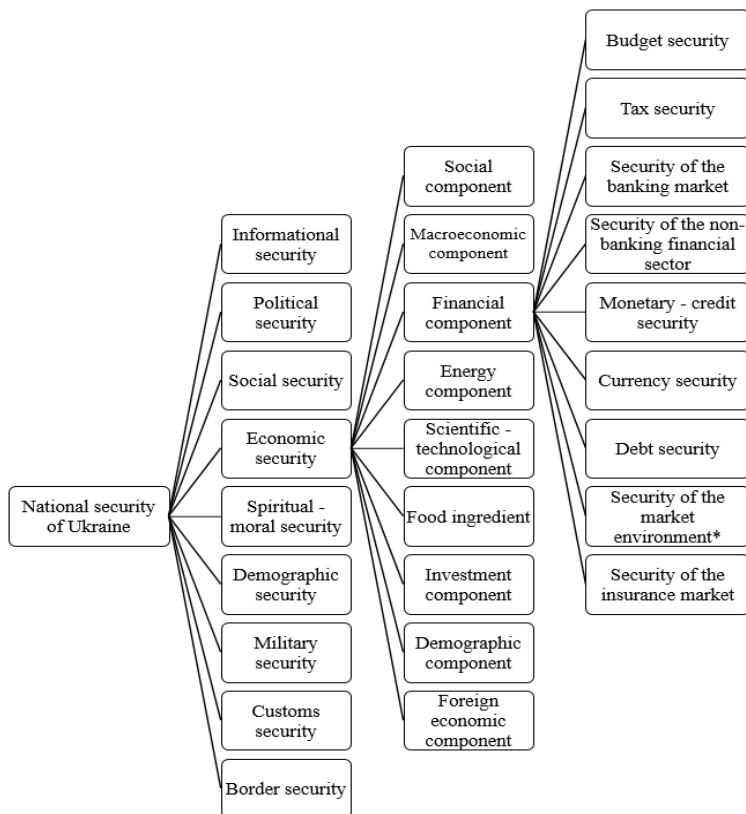 National security
of Ukraine
Informational
security
Political
security
Social security
Economic
security
Spiritual -
moral security
Demographic
security
Military
security
Customs
security
Border security
Social
component
Macroeconomic
component
Financial
component
Energy
component
Scientific -
technological
component
Food ingredient
Investment
component
Demographic
component
Foreign
economic
component
Budget security
Tax security
Security of the
banking market
Security of the non-
banking financial
sector
Monetary - credit
security
Currency security
Debt security
Security of the
market
environment*
Security of the
insurance market